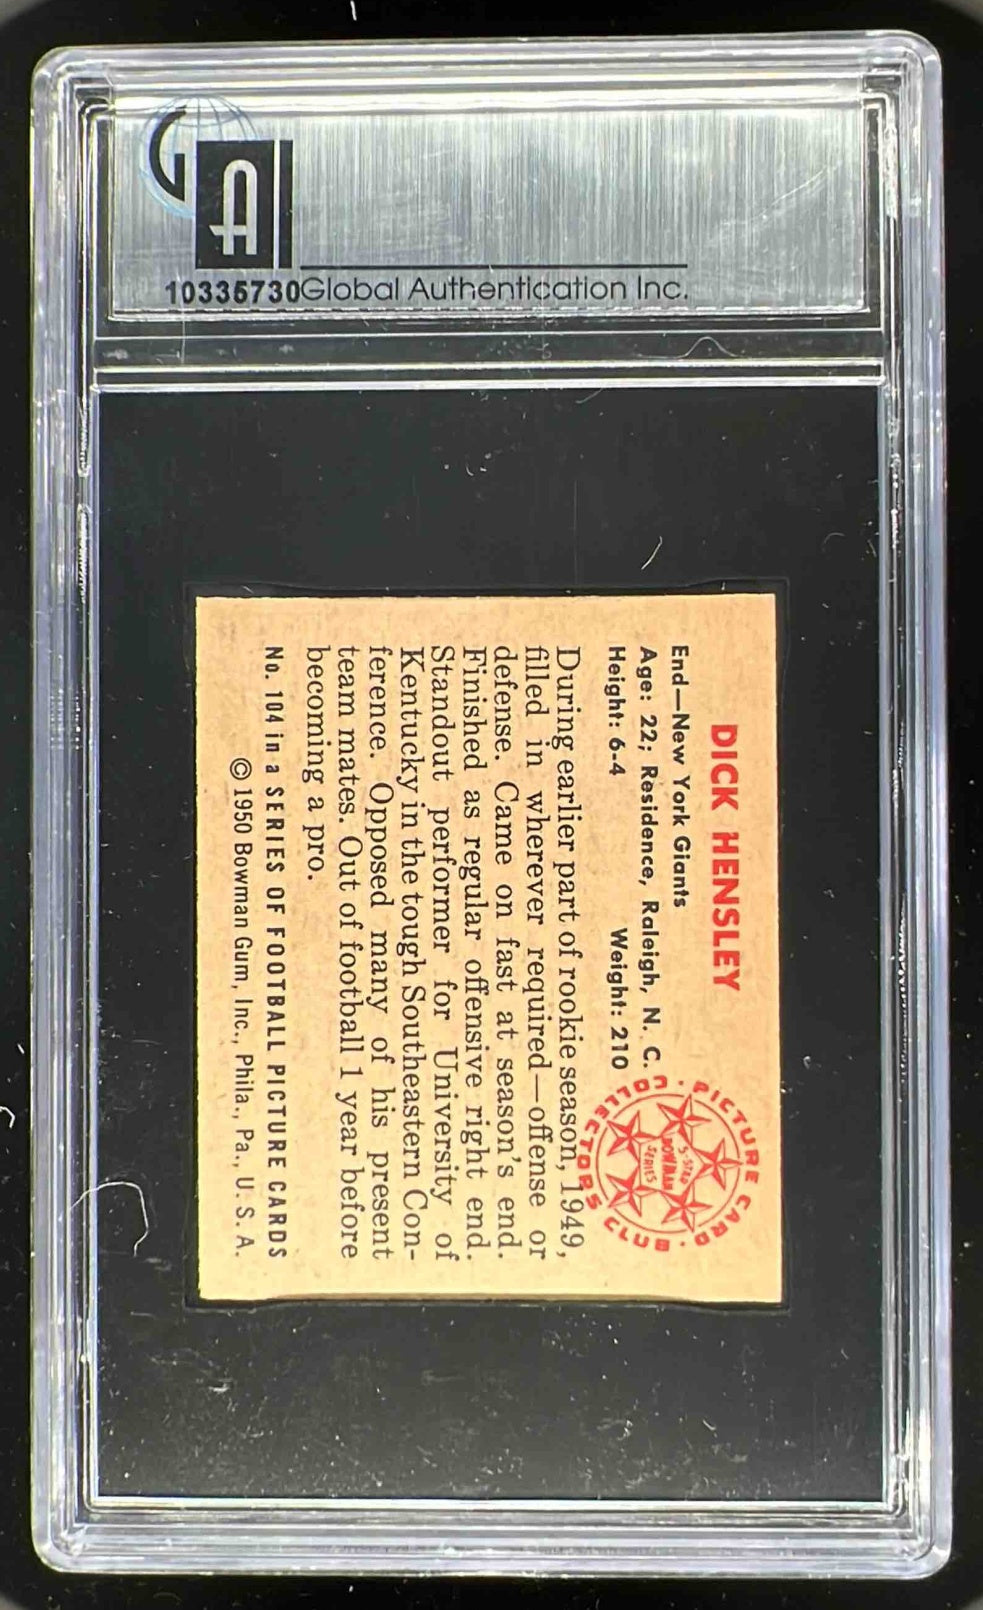 GA
10335730 Global Authentication Inc.
DICK HENSLEY
End—New York Giants
Age: 22; Residence, Raleigh, N. C.
Height: 6-4 Weight: 210
PICTURE CARD · COLLECTORS CLUB ·
5-STAR
BOWMAN
SERIES
During earlier part of rookie season, 1949,
filled in wherever required—offense or
defense. Came on fast at season's end.
Finished as regular offensive right end.
Standout performer for University of
Kentucky in the tough Southeastern Con-
ference. Opposed many of his present
team mates. Out of football 1 year before
becoming a pro.
No. 104 in a SERIES OF FOOTBALL PICTURE CARDS
© 1950 Bowman Gum, Inc., Phila., Pa., U. S. A.